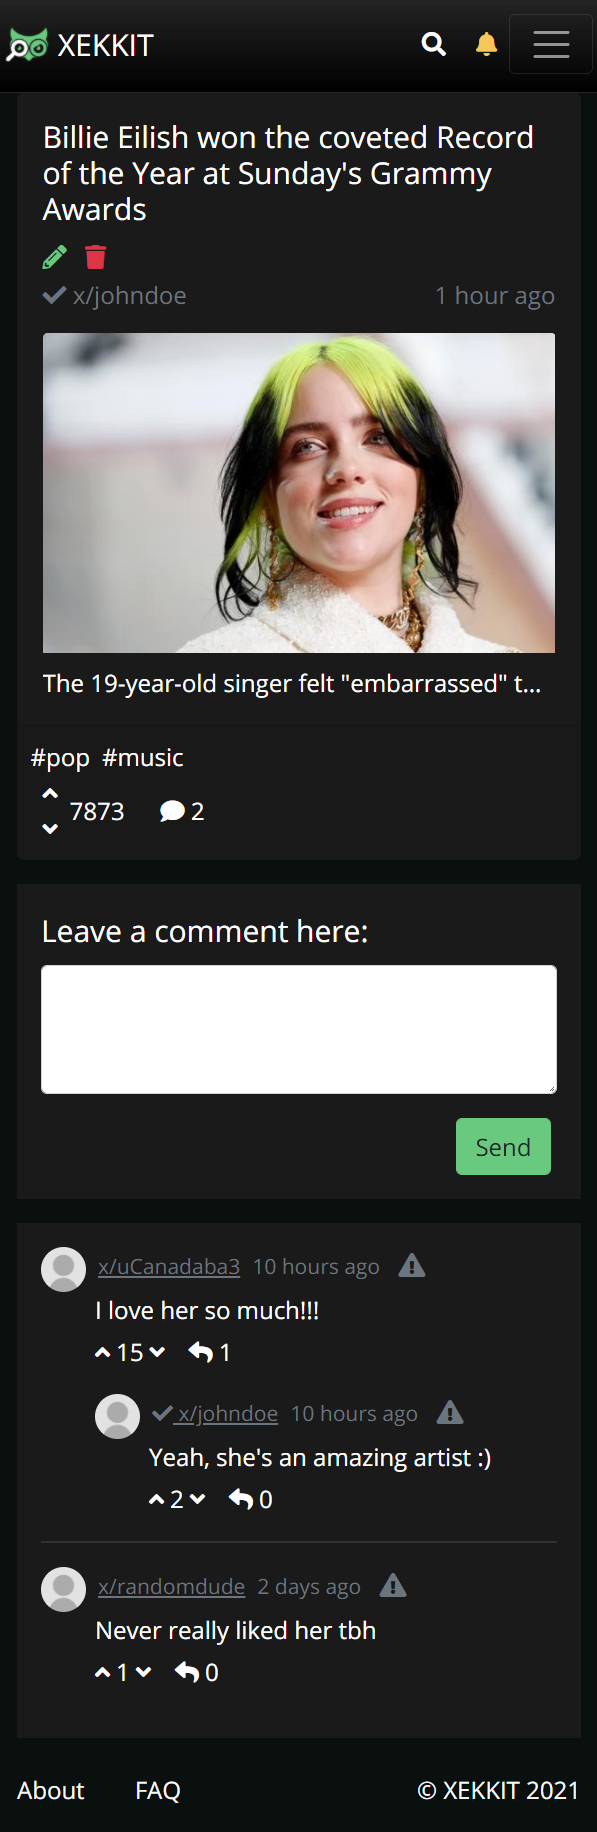 XEKKIT
Billie Eilish won the coveted Record
of the Year at Sunday's Grammy
Awards
x/johndoe 1 hour ago
The 19-year-old singer felt "embarrassed" t...
#pop #music
7873 2
Leave a comment here:
Send
x/uCanadaba3 10 hours ago
I love her so much!!!
15 1
x/johndoe 10 hours ago
Yeah, she's an amazing artist :)
2 0
x/randomdude 2 days ago
Never really liked her tbh
1 0
About FAQ © XEKKIT 2021